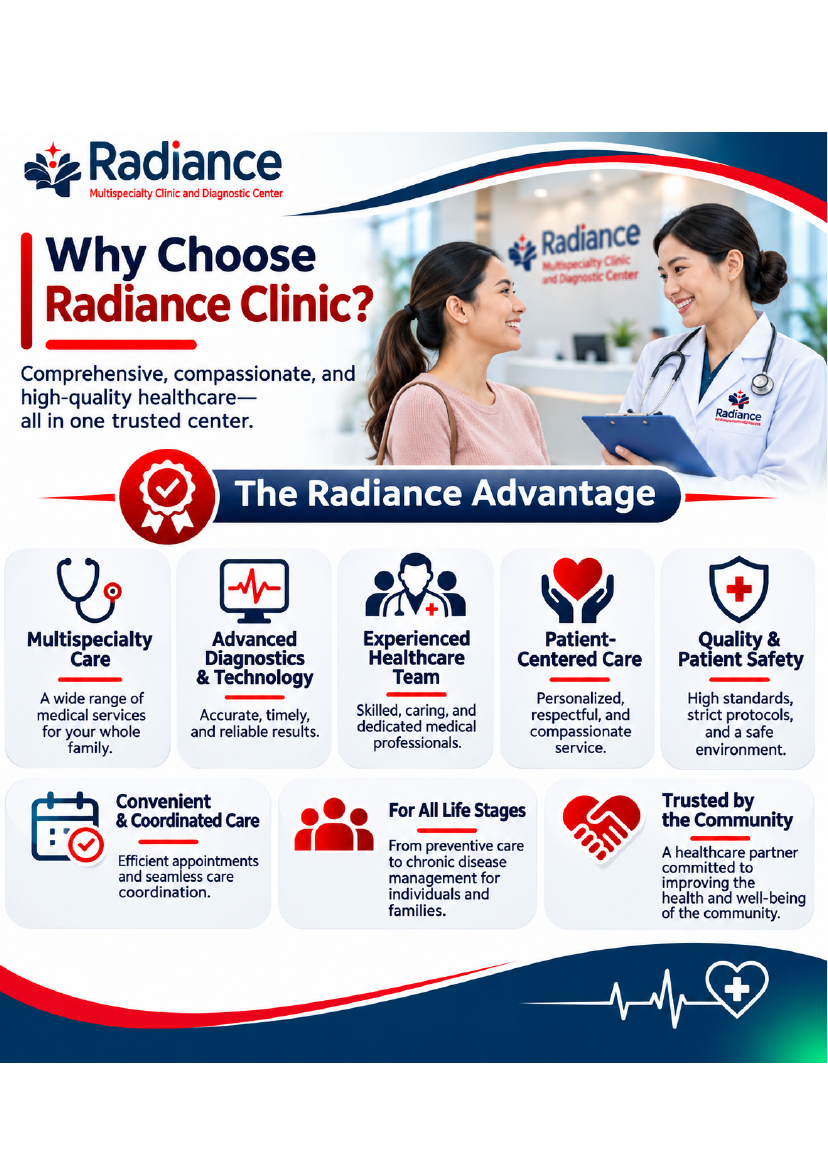 Radiance
Multispecialty Clinic and Diagnostic Center
Why Choose
Radiance Clinic?
Comprehensive, compassionate, and
high-quality healthcare—
all in one trusted center.
Radiance
Multispecialty Clinic
and Diagnostic Center
Radiance
The Radiance Advantage
Multispecialty
Care
A wide range of
medical services
for your whole
family.
Advanced
Diagnostics
& Technology
Accurate, timely,
and reliable results.
Experienced
Healthcare
Team
Skilled, caring, and
dedicated medical
professionals.
Patient-
Centered Care
Personalized,
respectful, and
compassionate
service.
Quality &
Patient Safety
High standards,
strict protocols,
and a safe
environment.
Convenient
& Coordinated Care
Efficient appointments
and seamless care
coordination.
For All Life Stages
From preventive care
to chronic disease
management for
individuals and
families.
Trusted by
the Community
A healthcare partner
committed to
improving the
health and well-being
of the community.